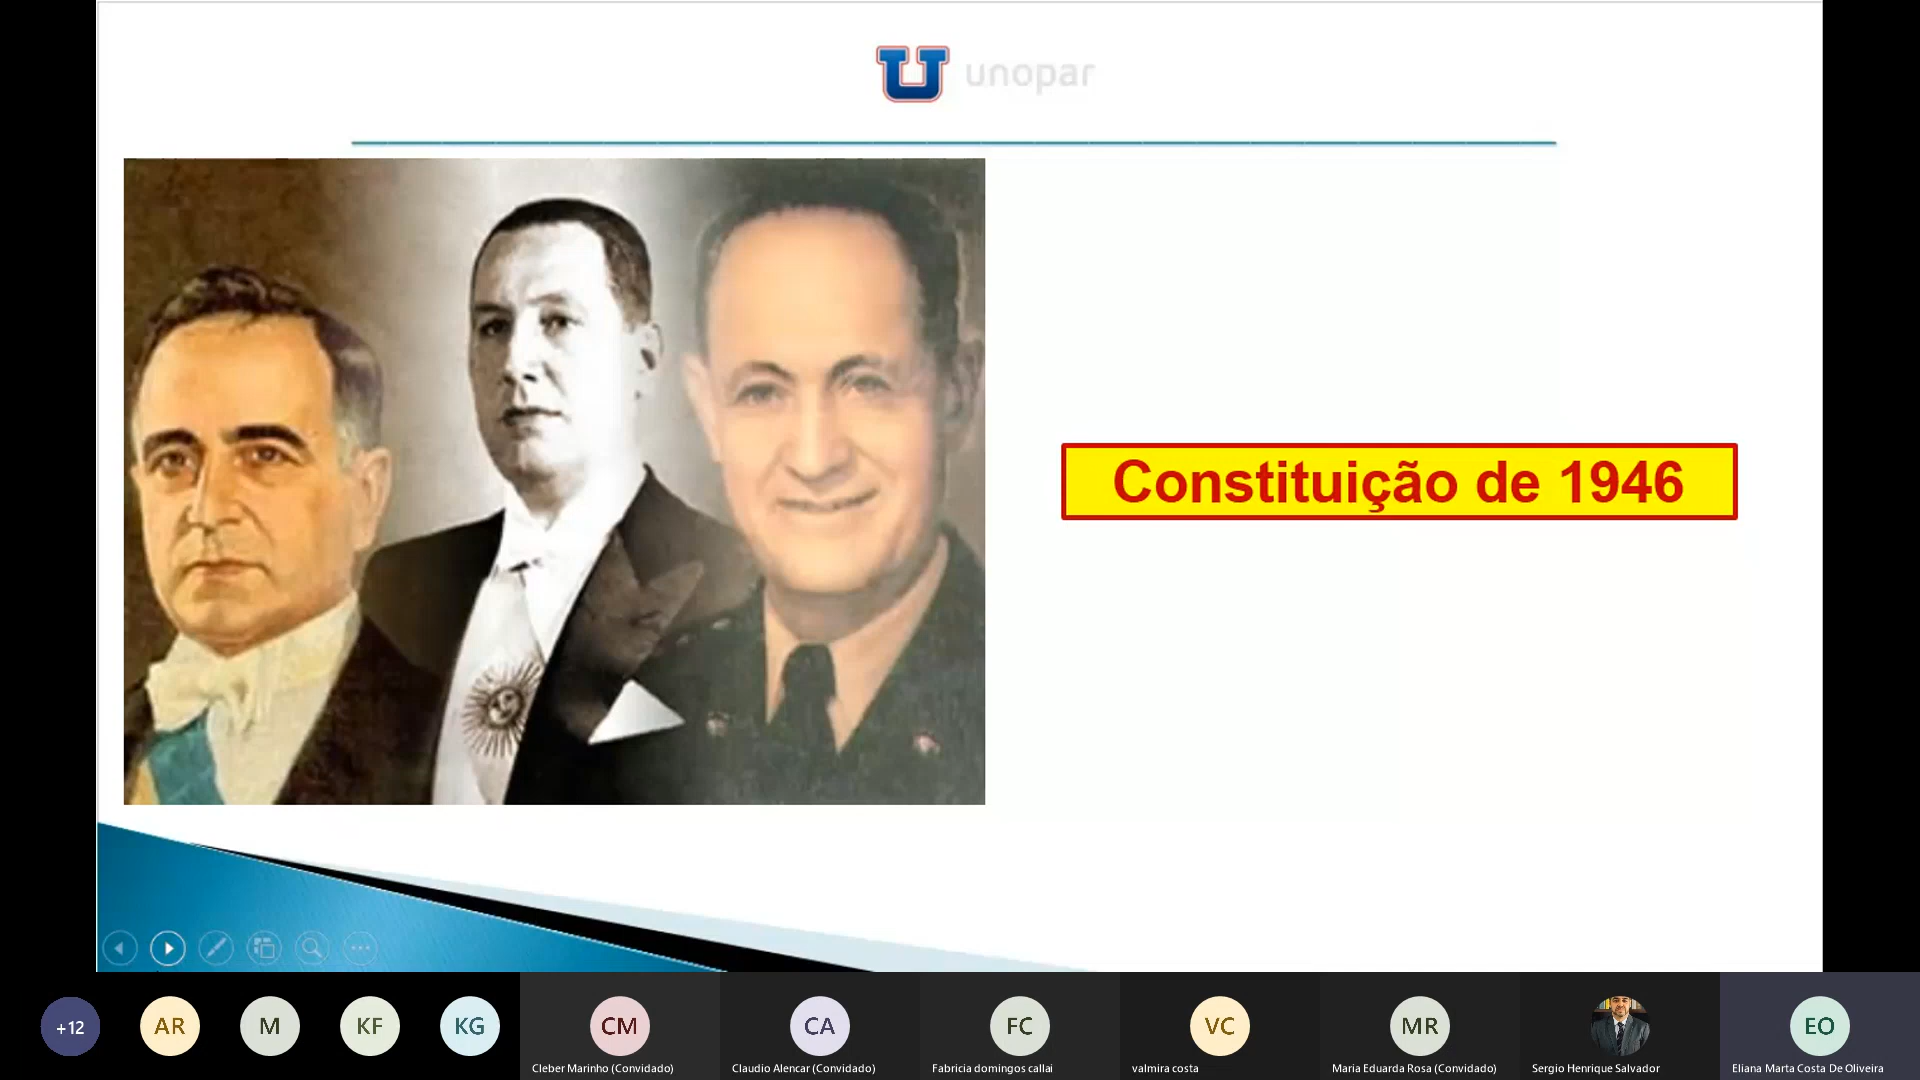 unopar
Constituição de 1946
+12
AR
M
KF
KG
CM
CA
FC
VC
MR
EO
Cleber Marinho (Convidado)
Claudio Alencar (Convidado)
Fabricia domingos callai
valmira costa
Maria Eduarda Rosa (Convidado)
Sergio Henrique Salvador
Eliana Marta Costa De Oliveira